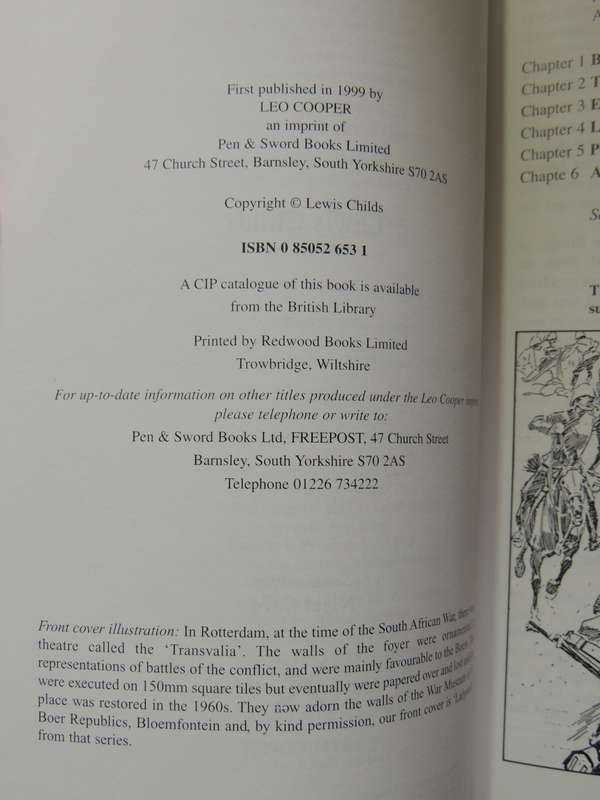 First published in 1999 by
LEO COOPER
an imprint of
Pen & Sword Books Limited
47 Church Street, Barnsley, South Yorkshire S70 2AS
Copyright © Lewis Childs
ISBN 0 85052 653 1
A CIP catalogue of this book is available
from the British Library
Printed by Redwood Books Limited
Trowbridge, Wiltshire
For up-to-date information on other titles produced under the Leo Cooper
please telephone or write to:
Pen & Sword Books Ltd, FREEPOST, 47 Church Street
Barnsley, South Yorkshire S70 2AS
Telephone 01226 734222
Front cover illustration: In Rotterdam, at the time of the South African War, there
theatre called the 'Transvalia'. The walls of the foyer were
representations of battles of the conflict, and were mainly favourable to the Boers.
were executed on 150mm square tiles but eventually were papered over and lost
place was restored in the 1960s. They now adorn the walls of the War Museum of
Boer Republics, Bloemfontein and, by kind permission, our front cover is
from that series.
Chapter 1 B
Chapter 2 T
Chapter 3 E
Chapter 4 L
Chapter 5 P
Chapte 6 A